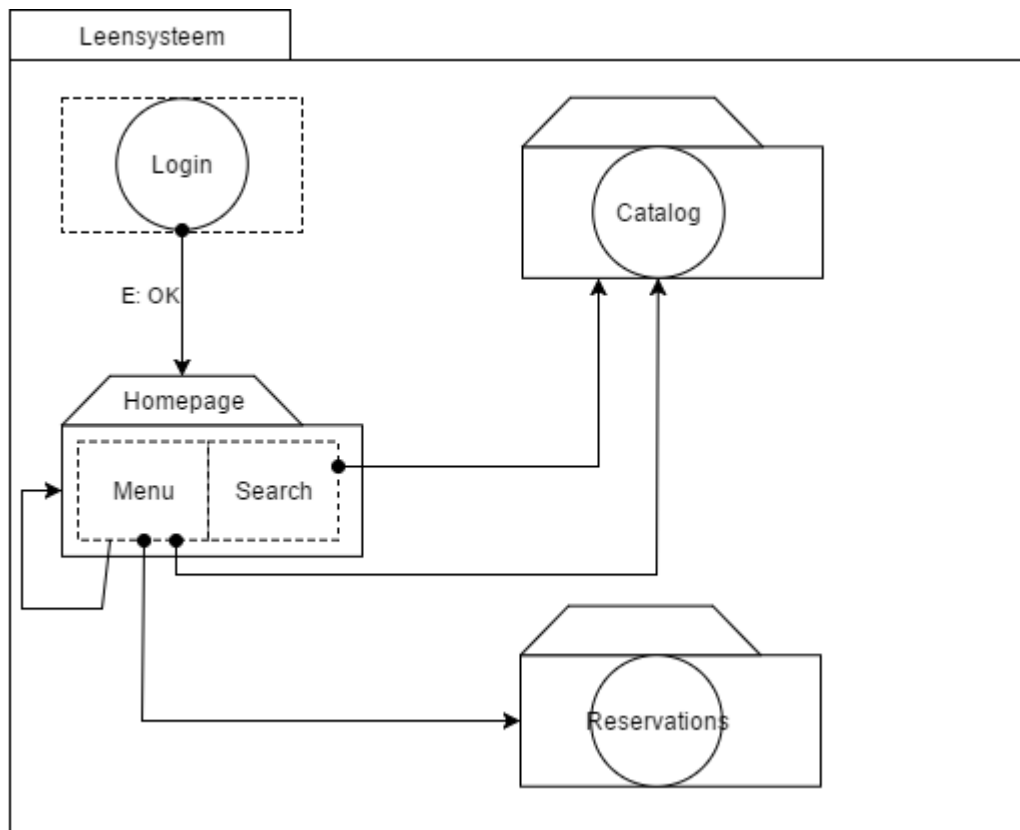 Leensysteem
Login
Catalog
E: OK
Homepage
Menu
Search
Reservations